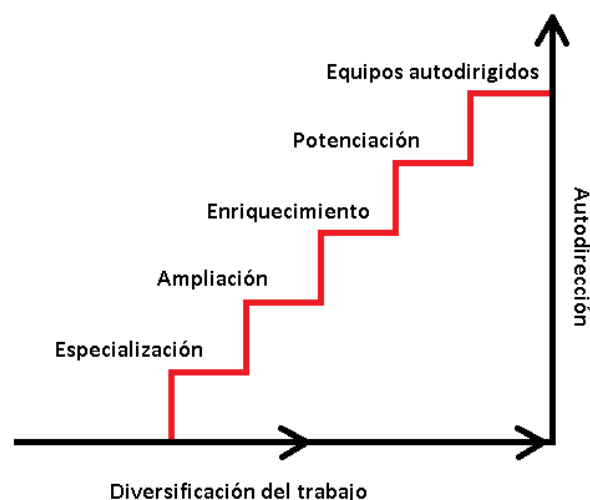 Equipos autodirigidos
Potenciación
Enriquecimiento
Ampliación
Especialización
Autodirección
Diversificación del trabajo